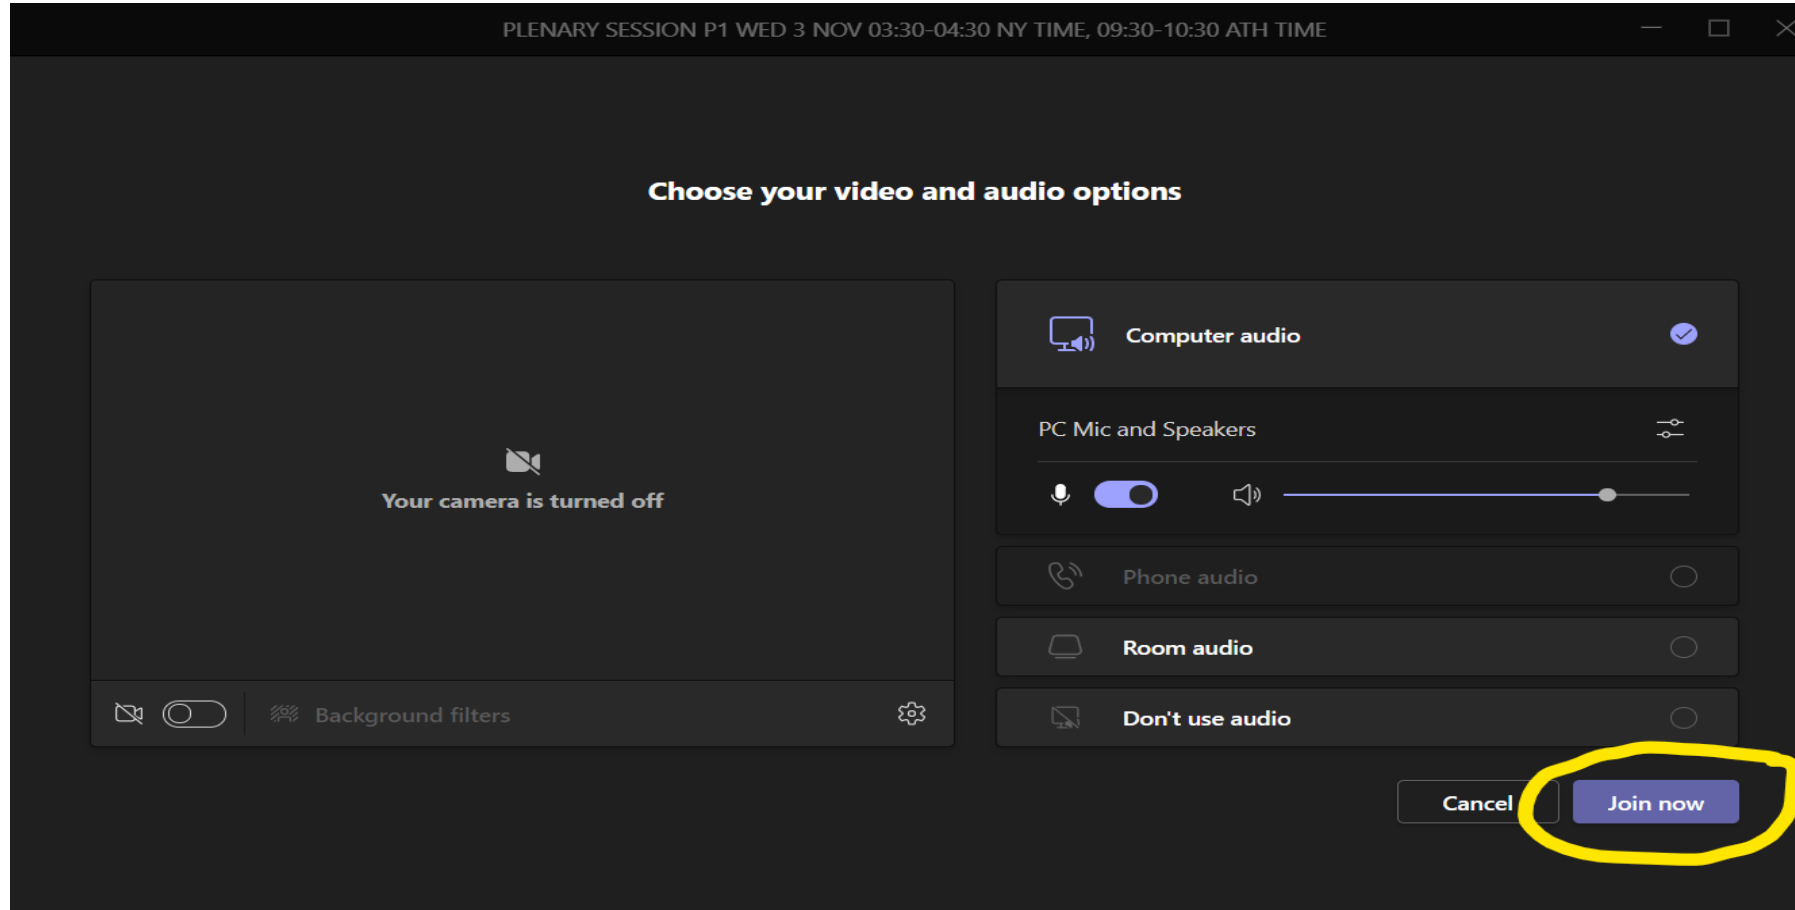 PLENARY SESSION P1 WED 3 NOV 03:30-04:30 NY TIME, 09:30-10:30 ATH TIME
Choose your video and audio options
Your camera is turned off
Background filters
Computer audio
PC Mic and Speakers
Phone audio
Room audio
Don't use audio
Cancel
Join now